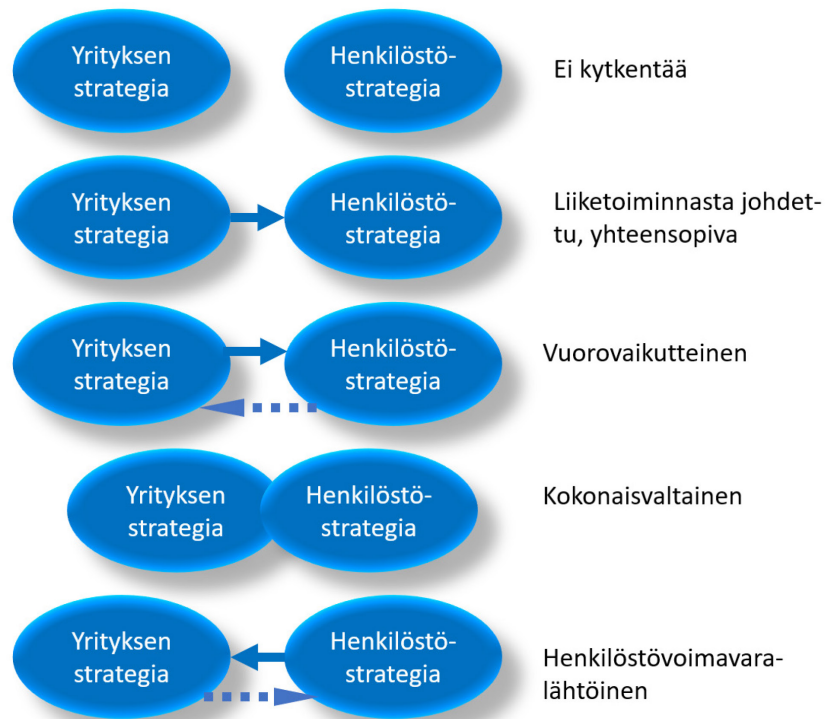 Yrityksen
strategia
Henkilöstö-
strategia
Ei kytkentää
Yrityksen
strategia
Henkilöstö-
strategia
Liiketoiminnasta johdet-
tu, yhteensopiva
Yrityksen
strategia
Henkilöstö-
strategia
Vuorovaikutteinen
Yrityksen
strategia
Henkilöstö-
strategia
Kokonaisvaltainen
Yrityksen
strategia
Henkilöstö-
strategia
Henkilöstövoimavara-
lähtöinen